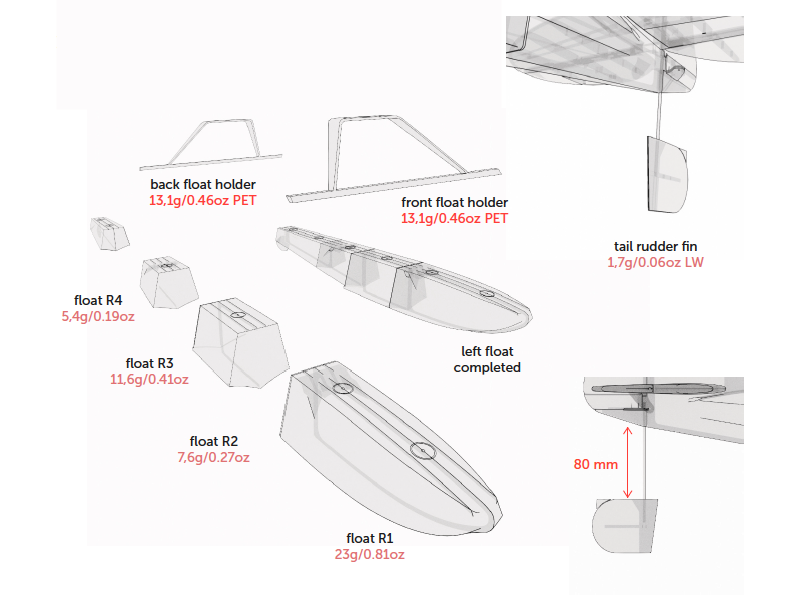 back float holder
13,1g/0.46oz PET
front float holder
13,1g/0.46oz PET
tail rudder fin
1,7g/0.06oz LW
float R4
5,4g/0.19oz
float R3
11,6g/0.41oz
left float
completed
float R2
7,6g/0.27oz
80 mm
float R1
23g/0.81oz